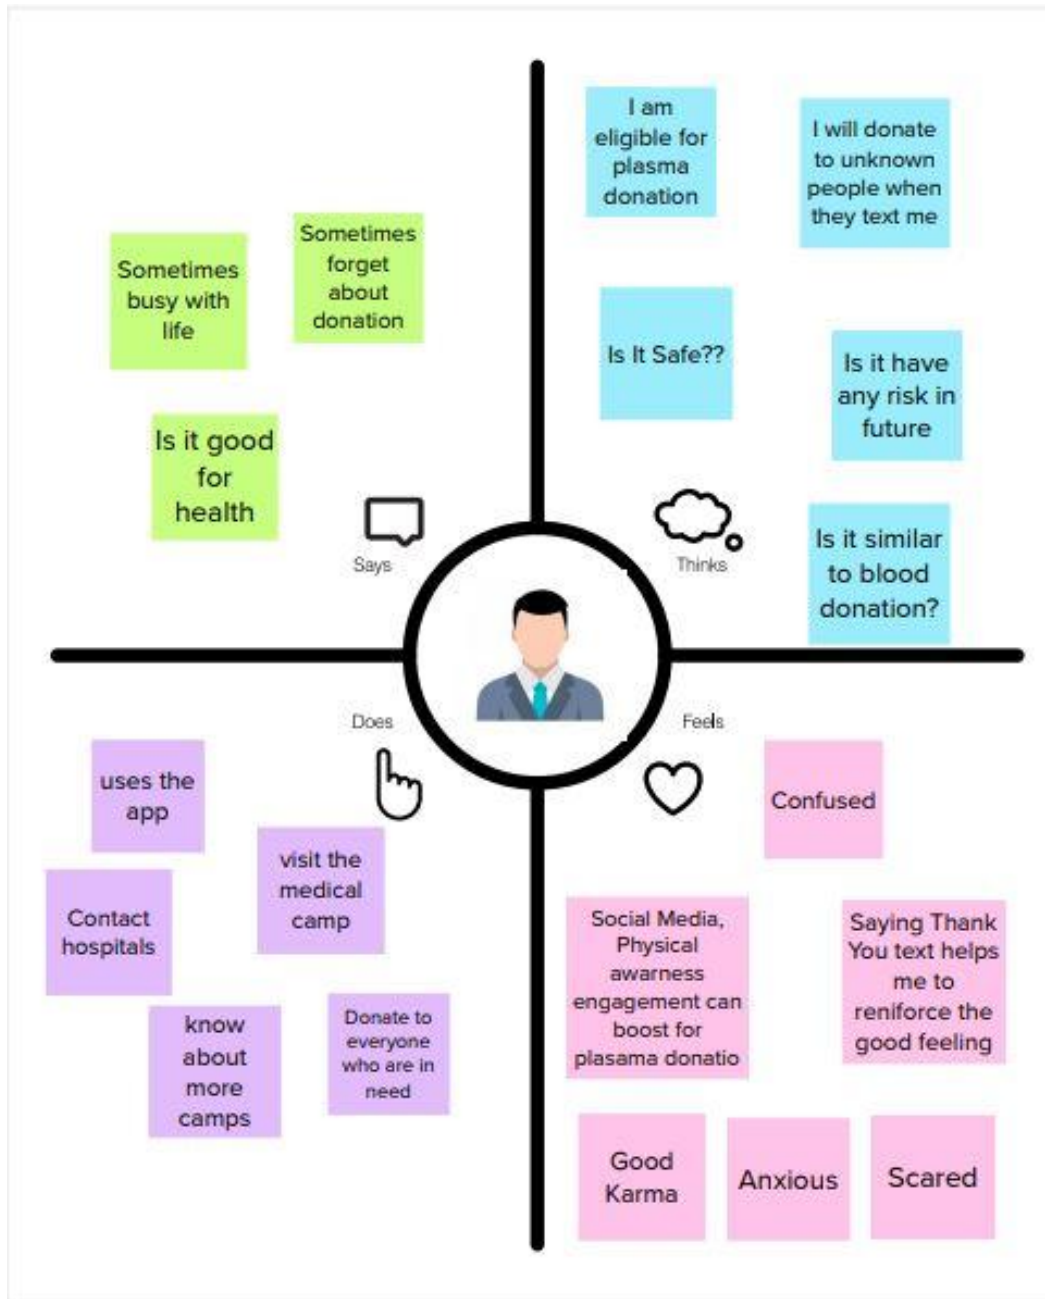 Sometimes
busy with
life
Sometimes
forget
about
donation
Is it good
for
health
Says
I am
eligible for
plasma
donation
I will donate
to unknown
people when
they text me
Is It Safe??
Is it have
any risk in
future
Is it similar
to blood
donation?
Thinks
Does
uses the
app
visit the
medical
camp
Contact
hospitals
know
about
more
camps
Donate to
everyone
who are in
need
Feels
Confused
Social Media,
Physical
awarness
engagement can
boost for
plasama donatio
Saying Thank
You text helps
me to
reniforce the
good feeling
Good
Karma
Anxious
Scared